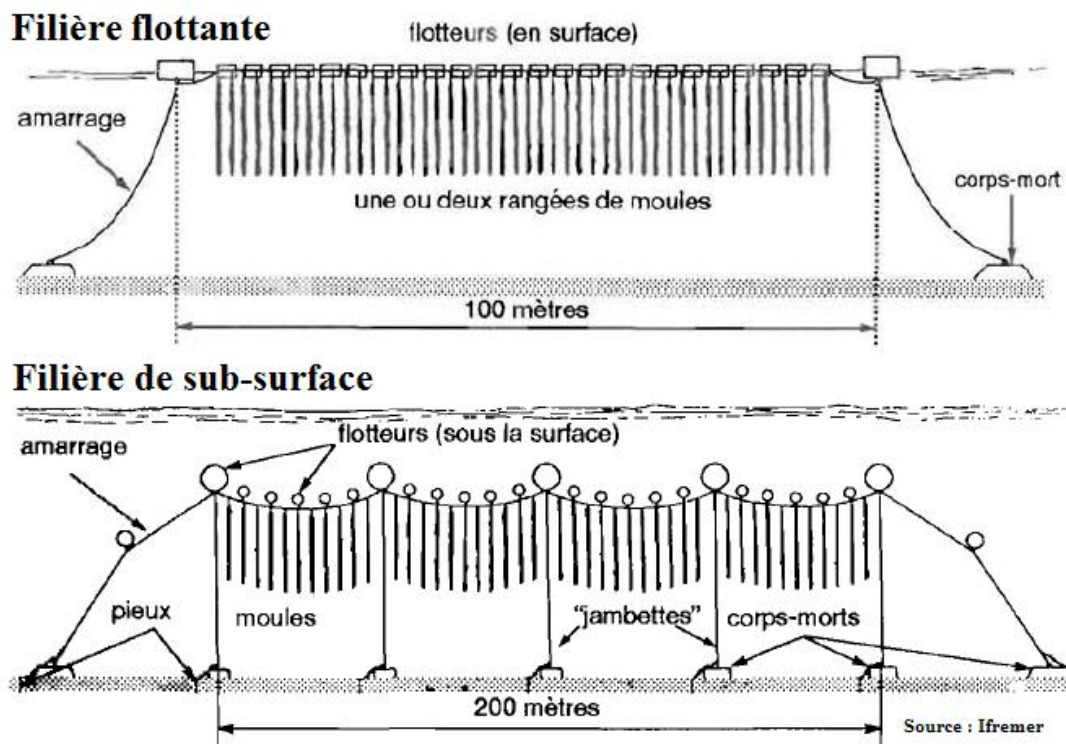 Filière flottante
flotteurs (en surface)
amarrage
corps-mort
une ou deux rangées de moules
100 mètres
Filière de sub-surface
amarrage
flotteurs (sous la surface)
pieux
moules
"jambettes"
corps-morts
200 mètres
Source : Ifremer